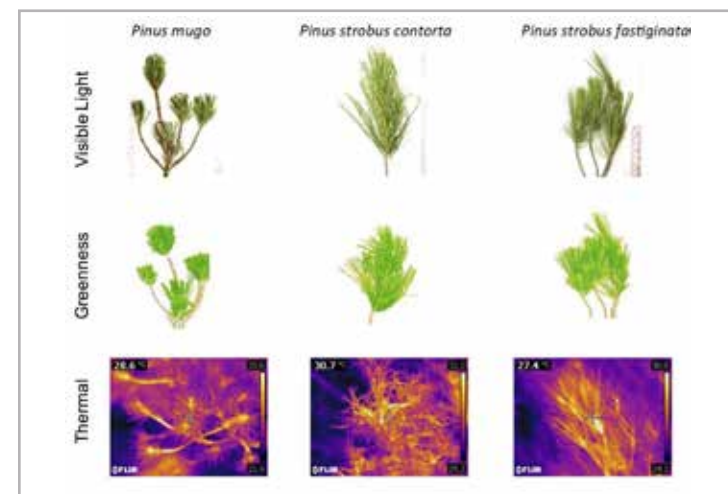 Pinus mugo
Pinus strobus contorta
Pinus strobus fastiginata
Visible Light
Greenness
Thermal
28.6 °C
30.7 °C
27.4 °C
◇FLIR
◇FLIR
◇FLIR